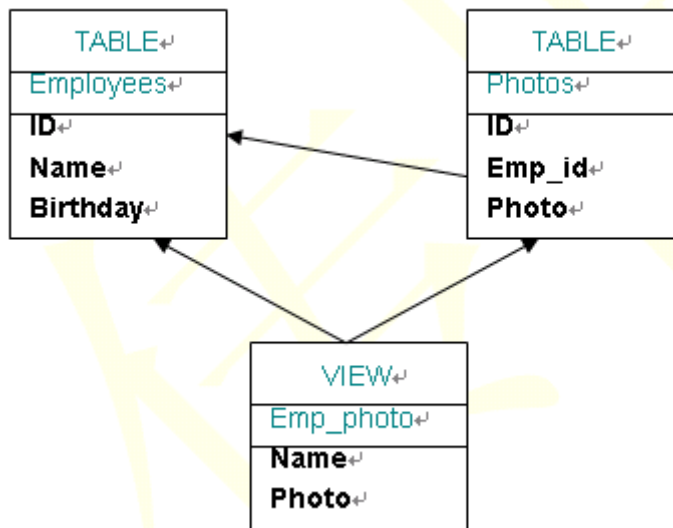 TABLE↵
Employees↵
ID↵
Name↵
Birthday↵
TABLE↵
Photos↵
ID↵
Emp_id↵
Photo↵
VIEW↵
Emp_photo↵
Name↵
Photo↵